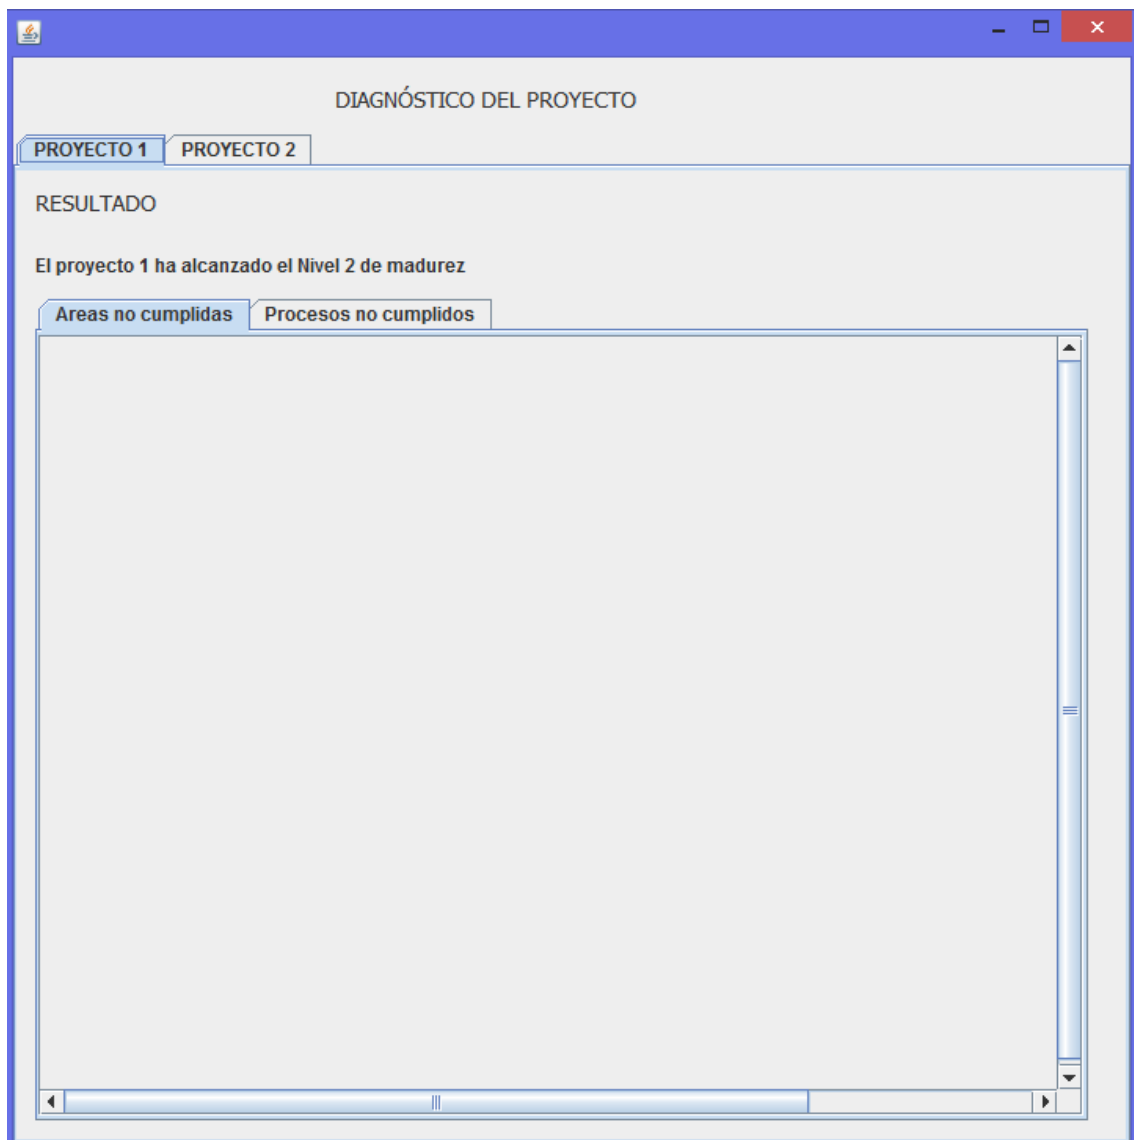 DIAGNÓSTICO DEL PROYECTO
PROYECTO 1 PROYECTO 2
RESULTADO
El proyecto 1 ha alcanzado el Nivel 2 de madurez
Areas no cumplidas Procesos no cumplidos